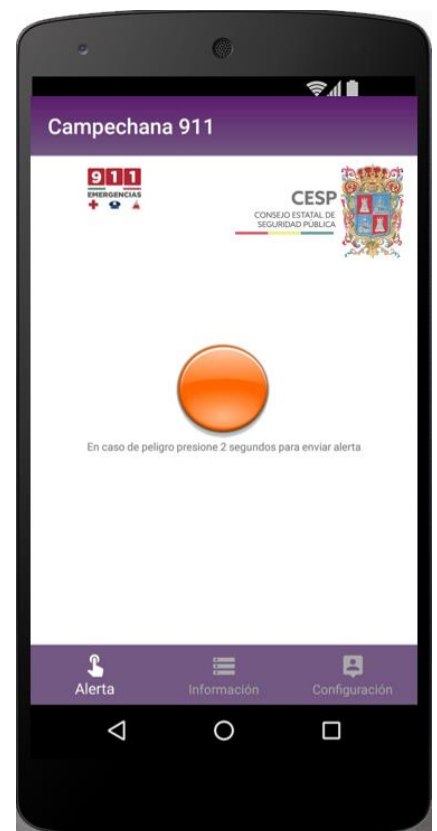 Campechana 911
911
EMERGENCIAS
CESP
CONSEJO ESTATAL DE
SEGURIDAD PÚBLICA
En caso de peligro presione 2 segundos para enviar alerta
Alerta
Información
Configuración